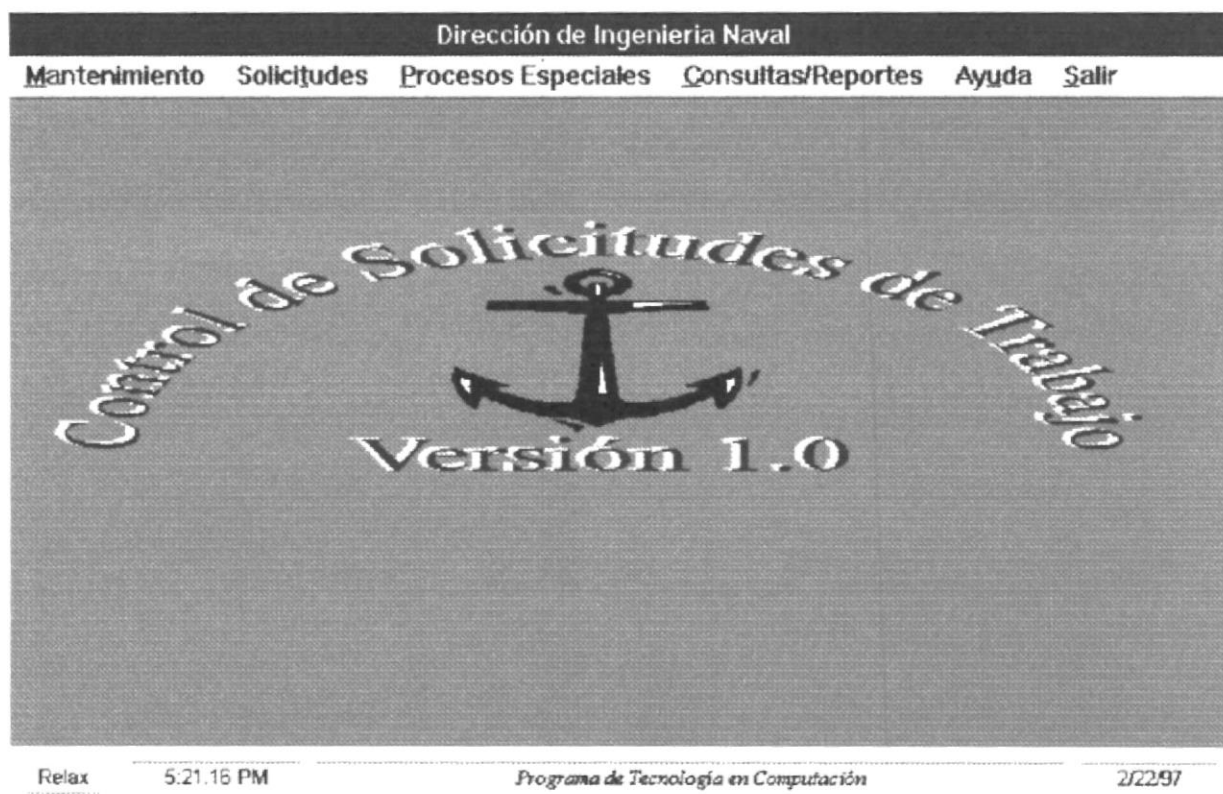 Dirección de Ingenieria Naval
Mantenimiento Solicitudes Procesos Especiales Consultas/Reportes Ayuda Salir
Control de Solicitudes de Trabajo
Versión 1.0
Relax 5:21:16 PM Programa de Tecnología en Computación 2/22/97